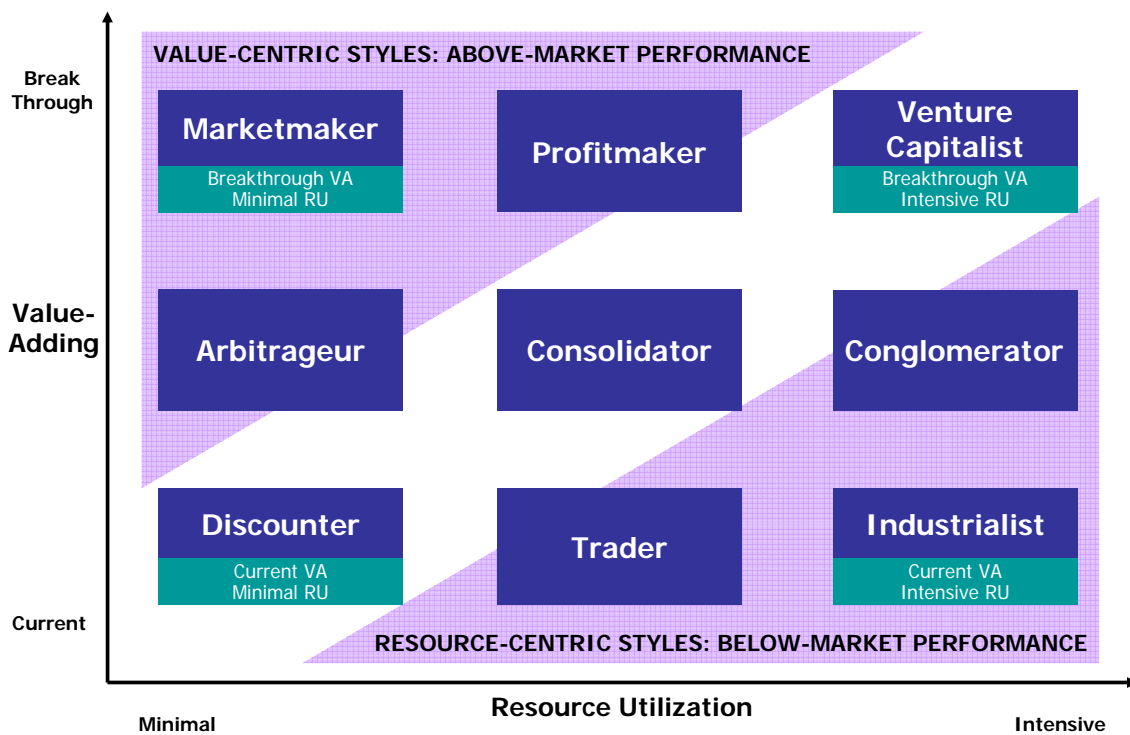 VALUE-CENTRIC STYLES: ABOVE-MARKET PERFORMANCE
Break
Through
Marketmaker
Breakthrough VA
Minimal RU
Profitmaker
Venture
Capitalist
Breakthrough VA
Intensive RU
Value-
Adding
Arbitrageur
Consolidator
Conglomerator
Discounter
Current VA
Minimal RU
Trader
Industrialist
Current VA
Intensive RU
Current
RESOURCE-CENTRIC STYLES: BELOW-MARKET PERFORMANCE
Minimal
Resource Utilization
Intensive